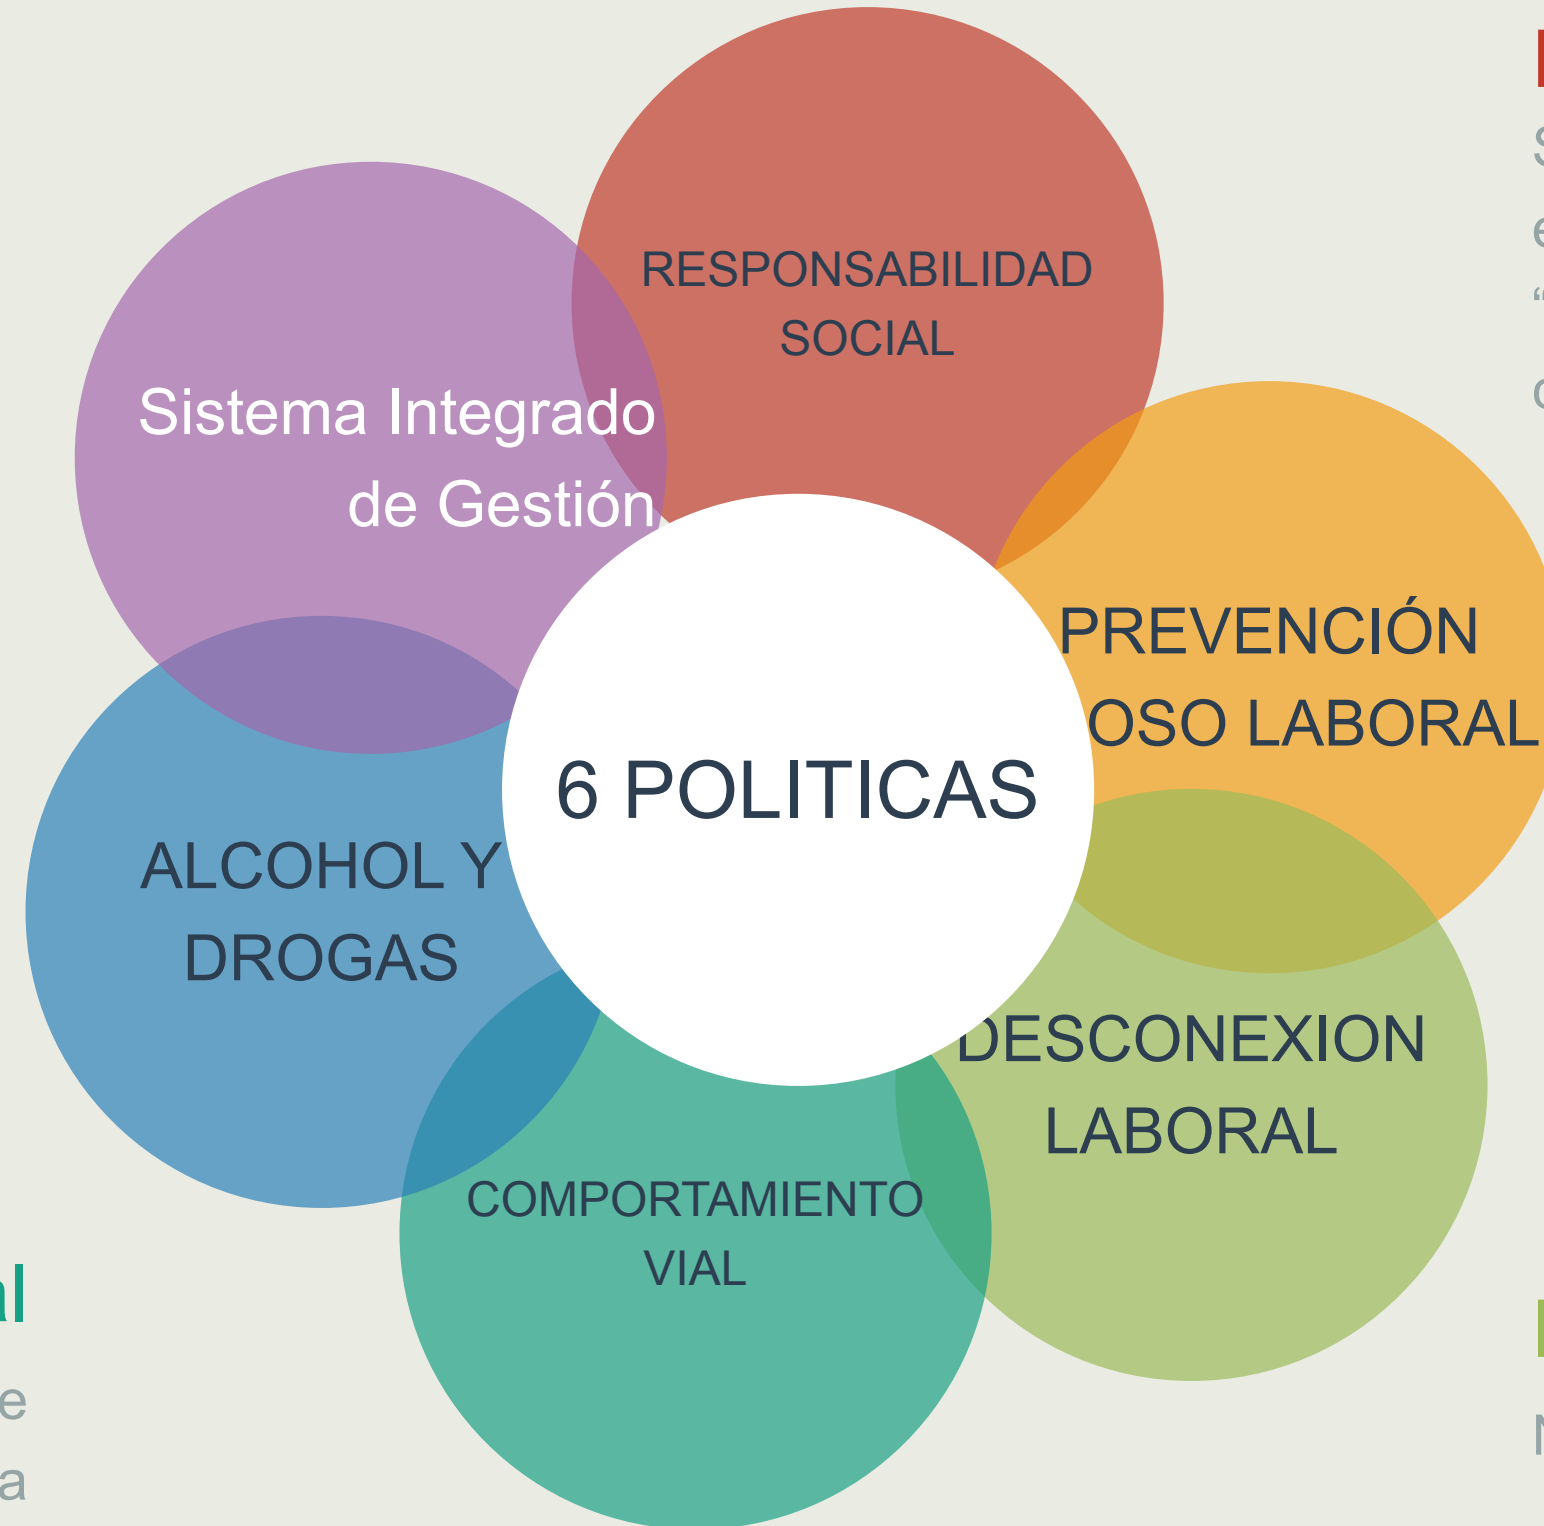 RESPONSABILIDAD
SOCIAL
Sistema Integrado
de Gestión
PREVENCIÓN
OSO LABORAL
6 POLITICAS
ALCOHOL Y
DROGAS
DESCONEXION
LABORAL
COMPORTAMIENTO
VIAL